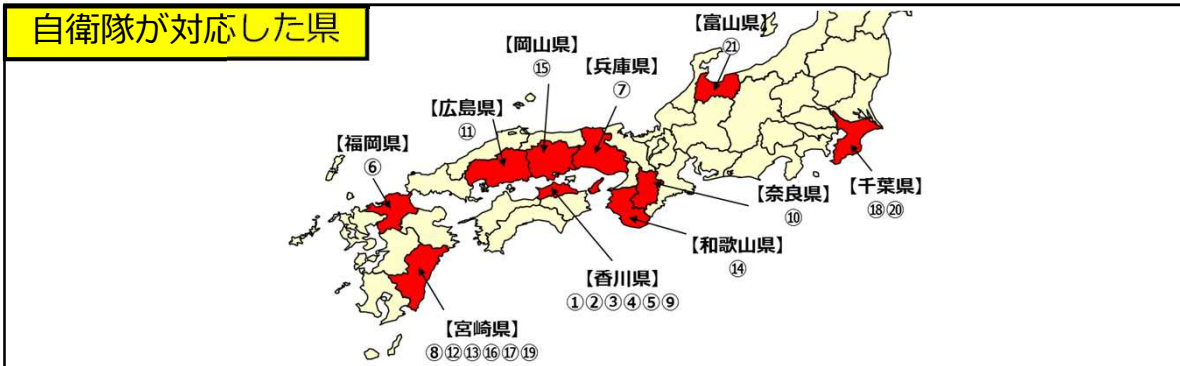 自衛隊が対応した県
【富山県】
㉑
【岡山県】
⑮
【兵庫県】
⑦
【広島県】
⑪
【福岡県】
⑥
【奈良県】
⑩
【千葉県】
⑱⑳
【和歌山県】
⑭
【香川県】
①②③④⑤⑨
【宮崎県】
⑧⑫⑬⑯⑰⑲